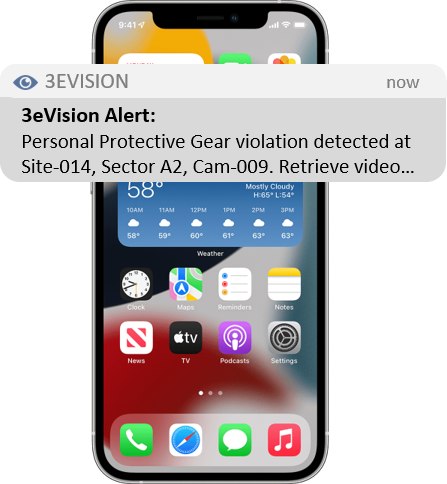 9:41
3EVISION
now
3eVision Alert:
Personal Protective Gear violation detected at
Site-014, Sector A2, Cam-009. Retrieve video...
58°
Mostly Cloudy
H:65° L:54°
10AM 11AM 12PM 1PM 2PM 3PM
58° 59° 60° 61° 63° 63°
Weather
Clock Maps Reminders Notes
tv
News TV Podcasts Settings